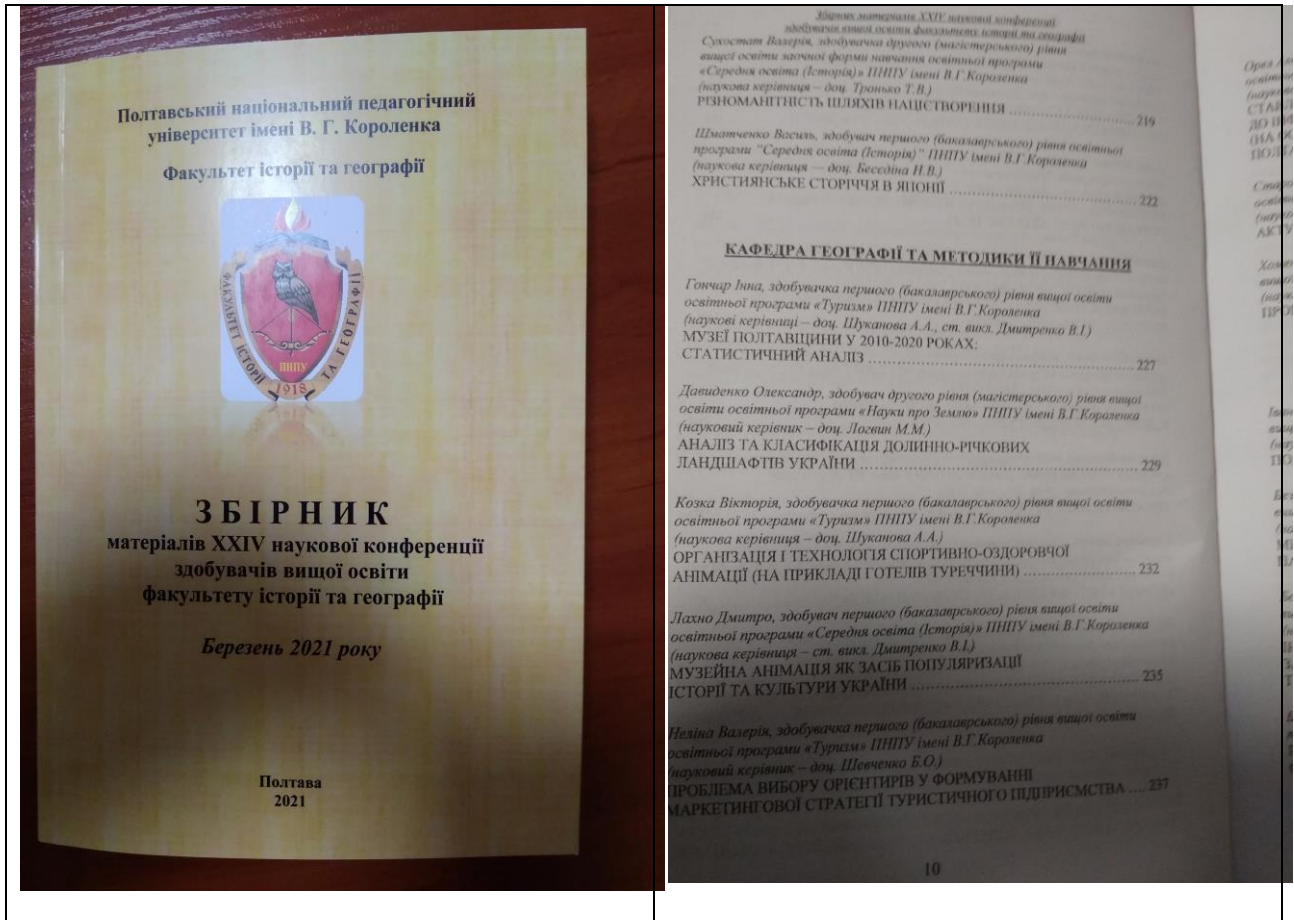 Полтавський національний педагогічний
університет імені В. Г. Короленка
Факультет історії та географії
ФАКУЛЬТЕТ ІСТОРІЇ ТА ГЕОГРАФІЇ
ПНПУ
1918
ЗБІРНИК
матеріалів XXIV наукової конференції
здобувачів вищої освіти
факультету історії та географії
Березень 2021 року
Полтава
2021
Збірник матеріалів XXIV наукової конференції
здобувачів вищої освіти факультету історії та географії
Сухостат Валерія, здобувачка другого (магістерського) рівня
вищої освіти заочної форми навчання освітньої програми
«Середня освіта (Історія)» ПНПУ імені В.Г.Короленка
(наукова керівниця – доц. Тронько Т.В.)
РІЗНОМАНІТНІСТЬ ШЛЯХІВ НАЦІЄТВОРЕННЯ ........................ 219
Шматченко Василь, здобувач першого (бакалаврського) рівня освітньої
програми "Середня освіта (Історія)" ПНПУ імені В.Г.Короленка
(наукова керівниця — доц. Беседіна Н.В.)
ХРИСТИЯНСЬКЕ СТОРІЧЧЯ В ЯПОНІЇ ..................................... 222
КАФЕДРА ГЕОГРАФІЇ ТА МЕТОДИКИ ЇЇ НАВЧАННЯ
Гончар Інна, здобувачка першого (бакалаврського) рівня вищої освіти
освітньої програми «Туризм» ПНПУ імені В.Г.Короленка
(наукові керівниці – доц. Шуканова А.А., ст. викл. Дмитренко В.І.)
МУЗЕЇ ПОЛТАВЩИНИ У 2010-2020 РОКАХ:
СТАТИСТИЧНИЙ АНАЛІЗ ................................................ 227
Давиденко Олександр, здобувач другого рівня (магістерського) рівня вищої
освіти освітньої програми «Науки про Землю» ПНПУ імені В.Г.Короленка
(науковий керівник – доц. Логвин М.М.)
АНАЛІЗ ТА КЛАСИФІКАЦІЯ ДОЛИННО-РІЧКОВИХ
ЛАНДШАФТІВ УКРАЇНИ .................................................. 229
Козка Вікторія, здобувачка першого (бакалаврського) рівня вищої освіти
освітньої програми «Туризм» ПНПУ імені В.Г.Короленка
(наукова керівниця – доц. Шуканова А.А.)
ОРГАНІЗАЦІЯ І ТЕХНОЛОГІЯ СПОРТИВНО-ОЗДОРОВЧОЇ
АНІМАЦІЇ (НА ПРИКЛАДІ ГОТЕЛІВ ТУРЕЧЧИНИ) ........................ 232
Лахно Дмитро, здобувач першого (бакалаврського) рівня вищої освіти
освітньої програми «Середня освіта (Історія)» ПНПУ імені В.Г.Короленка
(наукова керівниця – ст. викл. Дмитренко В.І.)
МУЗЕЙНА АНІМАЦІЯ ЯК ЗАСІБ ПОПУЛЯРИЗАЦІЇ
ІСТОРІЇ ТА КУЛЬТУРИ УКРАЇНИ ......................................... 235
Неліна Валерія, здобувачка першого (бакалаврського) рівня вищої освіти
освітньої програми «Туризм» ПНПУ імені В.Г.Короленка
(науковий керівник – доц. Шевченко Б.О.)
ПРОБЛЕМА ВИБОРУ ОРІЄНТИРІВ У ФОРМУВАННІ
МАРКЕТИНГОВОЇ СТРАТЕГІЇ ТУРИСТИЧНОГО ПІДПРИЄМСТВА .... 237
10